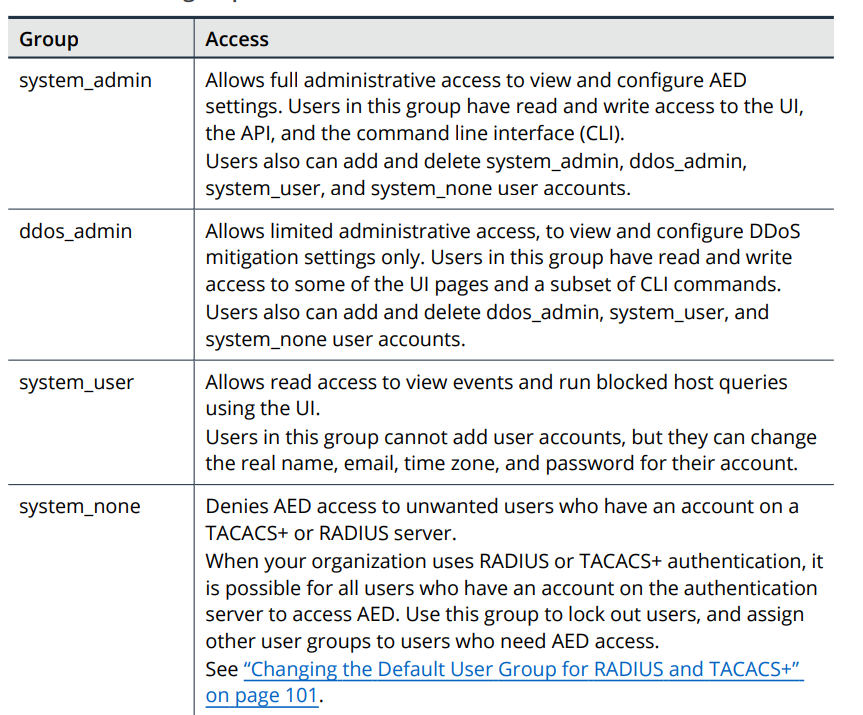 Group
Access
system_admin
Allows full administrative access to view and configure AED
settings. Users in this group have read and write access to the UI,
the API, and the command line interface (CLI).
Users also can add and delete system_admin, ddos_admin,
system_user, and system_none user accounts.
ddos_admin
Allows limited administrative access, to view and configure DDoS
mitigation settings only. Users in this group have read and write
access to some of the UI pages and a subset of CLI commands.
Users also can add and delete ddos_admin, system_user, and
system_none user accounts.
system_user
Allows read access to view events and run blocked host queries
using the UI.
Users in this group cannot add user accounts, but they can change
the real name, email, time zone, and password for their account.
system_none
Denies AED access to unwanted users who have an account on a
TACACS+ or RADIUS server.
When your organization uses RADIUS or TACACS+ authentication, it
is possible for all users who have an account on the authentication
server to access AED. Use this group to lock out users, and assign
other user groups to users who need AED access.
See “Changing the Default User Group for RADIUS and TACACS+”
on page 101.